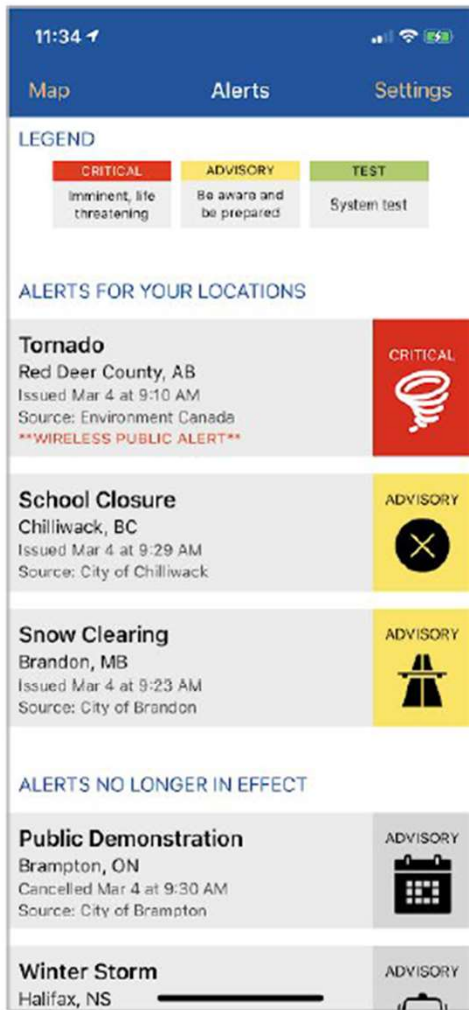 11:34
Map Alerts Settings
LEGEND
CRITICAL
Imminent, life
threatening
ADVISORY
Be aware and
be prepared
TEST
System test
ALERTS FOR YOUR LOCATIONS
Tornado
Red Deer County, AB
Issued Mar 4 at 9:10 AM
Source: Environment Canada
**WIRELESS PUBLIC ALERT**
CRITICAL
School Closure
Chilliwack, BC
Issued Mar 4 at 9:29 AM
Source: City of Chilliwack
ADVISORY
Snow Clearing
Brandon, MB
Issued Mar 4 at 9:23 AM
Source: City of Brandon
ADVISORY
ALERTS NO LONGER IN EFFECT
Public Demonstration
Brampton, ON
Cancelled Mar 4 at 9:30 AM
Source: City of Brampton
ADVISORY
Winter Storm
Halifax, NS
ADVISORY